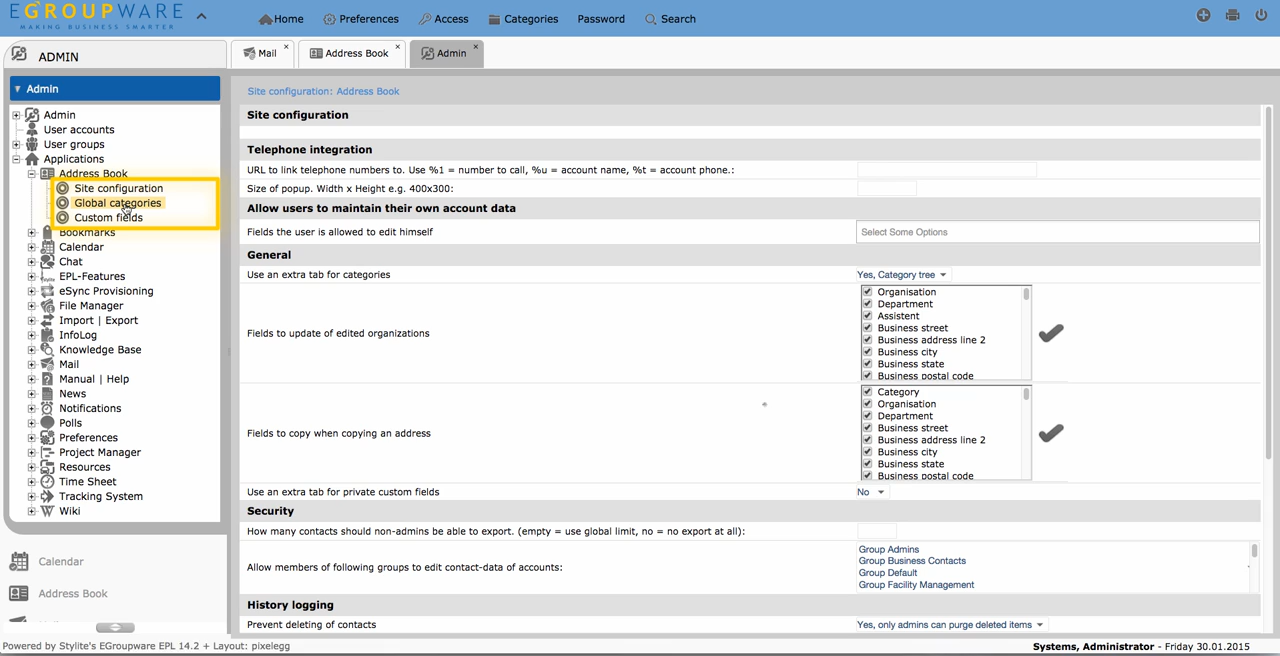 EGROUPWARE
MAKING BUSINESS SMARTER
Home Preferences Access Categories Password Search
ADMIN
Mail Address Book Admin
Admin
Admin
User accounts
User groups
Applications
Address Book
Site configuration
Global categories
Custom fields
Bookmarks
Calendar
Chat
EPL-Features
eSync Provisioning
File Manager
Import | Export
InfoLog
Knowledge Base
Mail
Manual | Help
News
Notifications
Polls
Preferences
Project Manager
Resources
Time Sheet
Tracking System
Wiki
Calendar
Address Book
Site configuration: Address Book
Site configuration
Telephone integration
URL to link telephone numbers to. Use %1 = number to call, %u = account name, %t = account phone.:
Size of popup. Width x Height e.g. 400x300:
Allow users to maintain their own account data
Fields the user is allowed to edit himself Select Some Options
General
Use an extra tab for categories Yes, Category tree
Fields to update of edited organizations
Organisation
Department
Assistent
Business street
Business address line 2
Business city
Business state
Business postal code
Fields to copy when copying an address
Category
Organisation
Department
Business street
Business address line 2
Business city
Business state
Business postal code
Use an extra tab for private custom fields No
Security
How many contacts should non-admins be able to export. (empty = use global limit, no = no export at all):
Allow members of following groups to edit contact-data of accounts:
Group Admins
Group Business Contacts
Group Default
Group Facility Management
History logging
Prevent deleting of contacts Yes, only admins can purge deleted items
Powered by Stylite's EGroupware EPL 14.2 + Layout: pixelegg
Systems, Administrator - Friday 30.01.2015